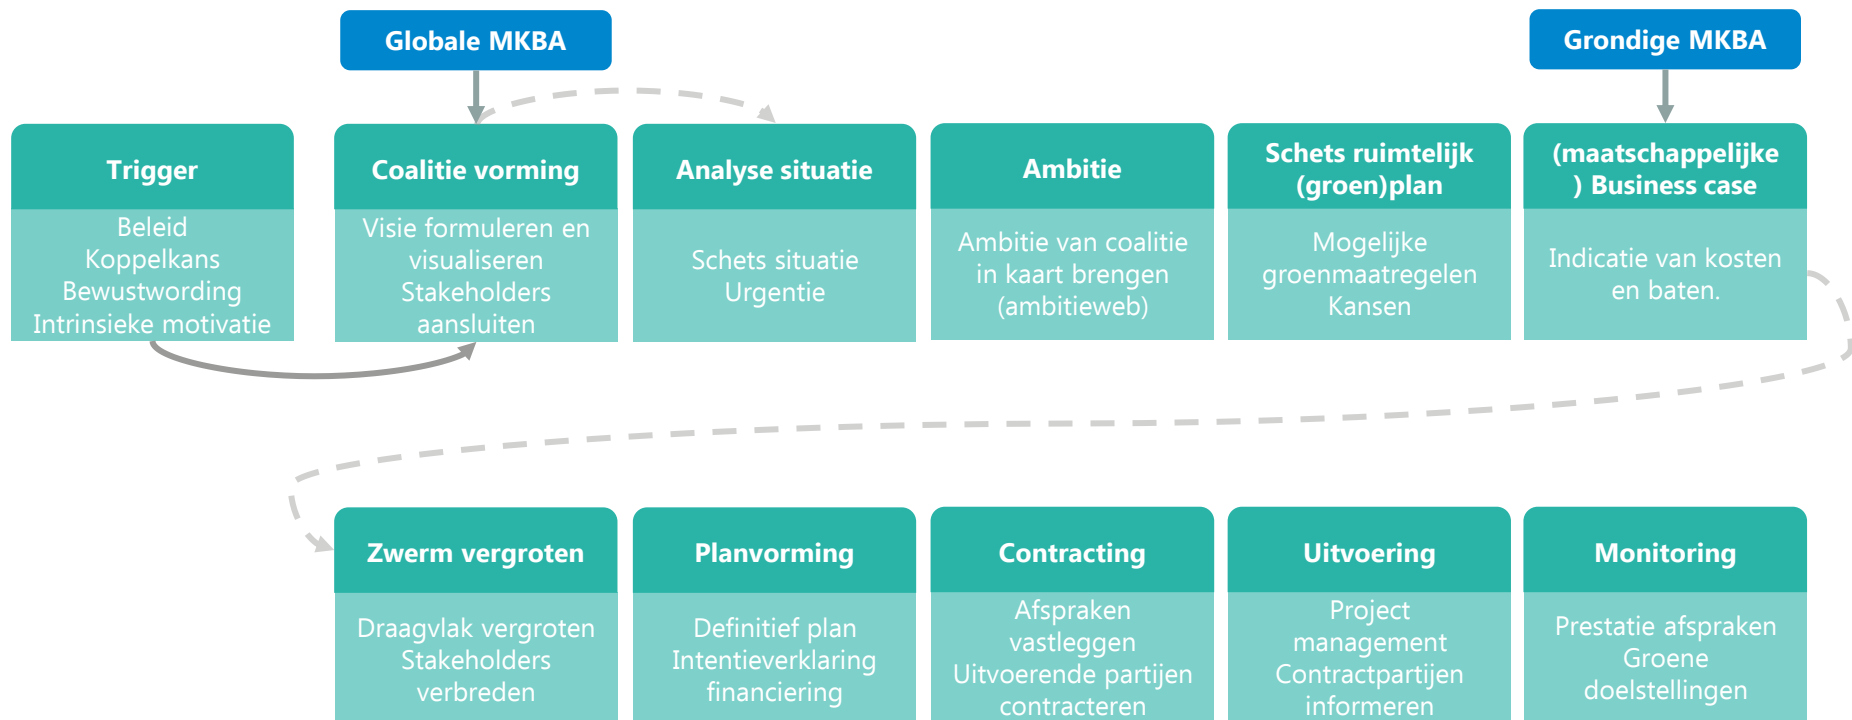 Globale MKBA
Grondige MKBA
Trigger
Beleid
Koppelkans
Bewustwording
Intrinsieke motivatie
Coalitie vorming
Visie formuleren en
visualiseren
Stakeholders
aansluiten
Analyse situatie
Schets situatie
Urgentie
Ambitie
Ambitie van coalitie
in kaart brengen
(ambitieweb)
Schets ruimtelijk
(groen)plan
Mogelijke
groenmaatregelen
Kansen
(maatschappelijke
) Business case
Indicatie van kosten
en baten.
Zwerm vergroten
Draagvlak vergroten
Stakeholders
verbreden
Planvorming
Definitief plan
Intentieverklaring
financiering
Contracting
Afspraken
vastleggen
Uitvoerende partijen
contracteren
Uitvoering
Project
management
Contractpartijen
informeren
Monitoring
Prestatie afspraken
Groene
doelstellingen